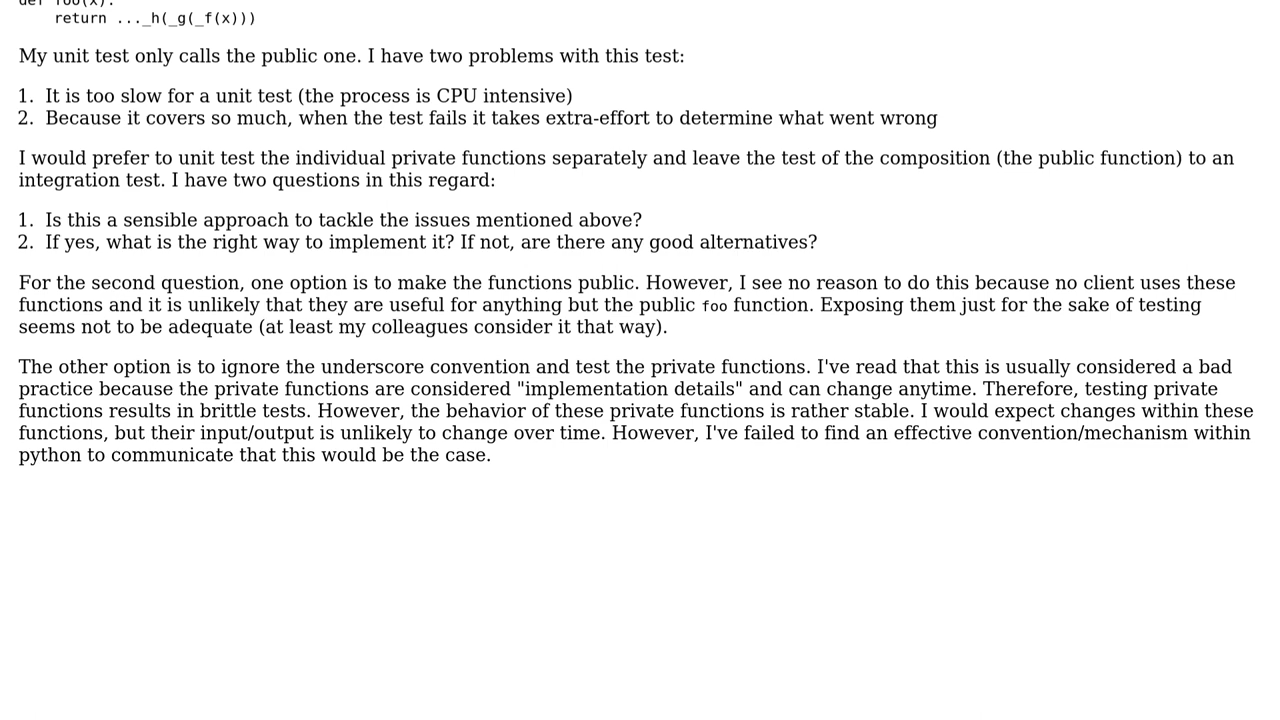 def foo(x):
    return ..._h(_g(_f(x)))
My unit test only calls the public one. I have two problems with this test:
1. It is too slow for a unit test (the process is CPU intensive)
2. Because it covers so much, when the test fails it takes extra-effort to determine what went wrong
I would prefer to unit test the individual private functions separately and leave the test of the composition (the public function) to an
integration test. I have two questions in this regard:
1. Is this a sensible approach to tackle the issues mentioned above?
2. If yes, what is the right way to implement it? If not, are there any good alternatives?
For the second question, one option is to make the functions public. However, I see no reason to do this because no client uses these
functions and it is unlikely that they are useful for anything but the public foo function. Exposing them just for the sake of testing
seems not to be adequate (at least my colleagues consider it that way).
The other option is to ignore the underscore convention and test the private functions. I've read that this is usually considered a bad
practice because the private functions are considered "implementation details" and can change anytime. Therefore, testing private
functions results in brittle tests. However, the behavior of these private functions is rather stable. I would expect changes within these
functions, but their input/output is unlikely to change over time. However, I've failed to find an effective convention/mechanism within
python to communicate that this would be the case.